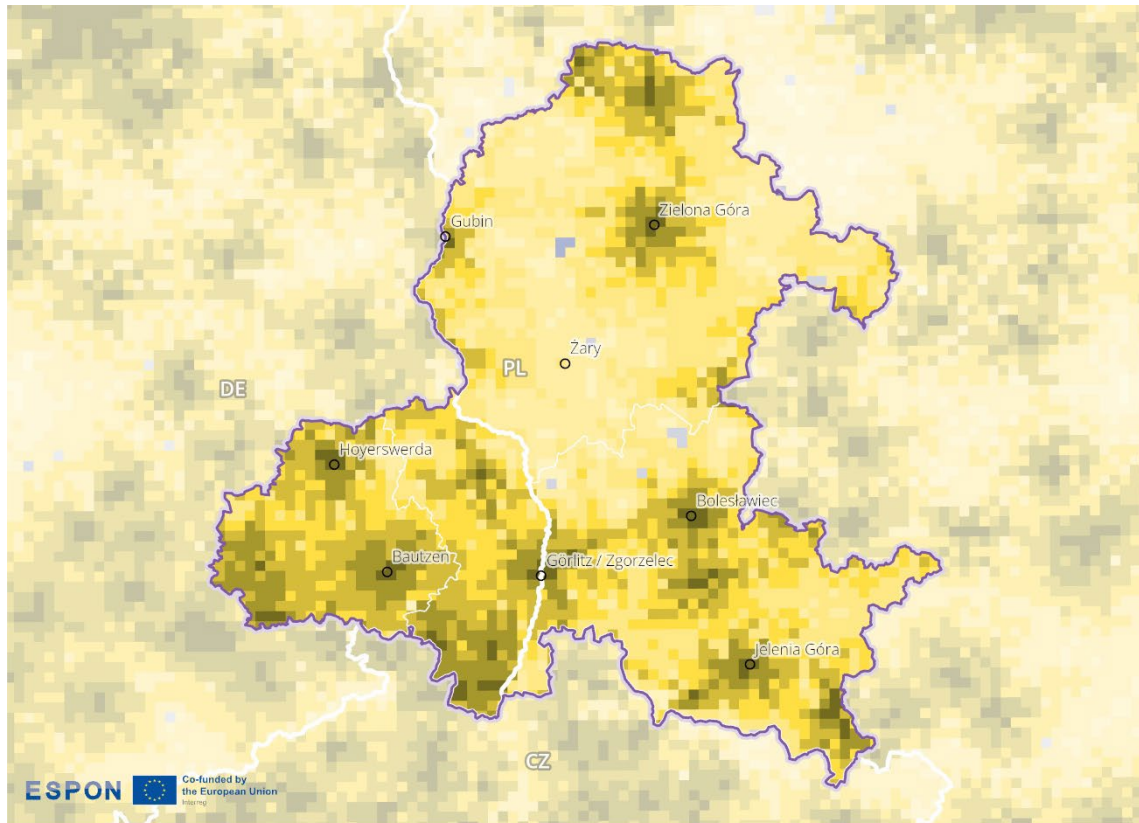 Gubin
Zielona Góra
Żary
PL
DE
Hoyerswerda
Bolesławiec
Bautzen
Görlitz / Zgorzelec
Jelenia Góra
CZ
ESPON
Co-funded by
the European Union
Interreg